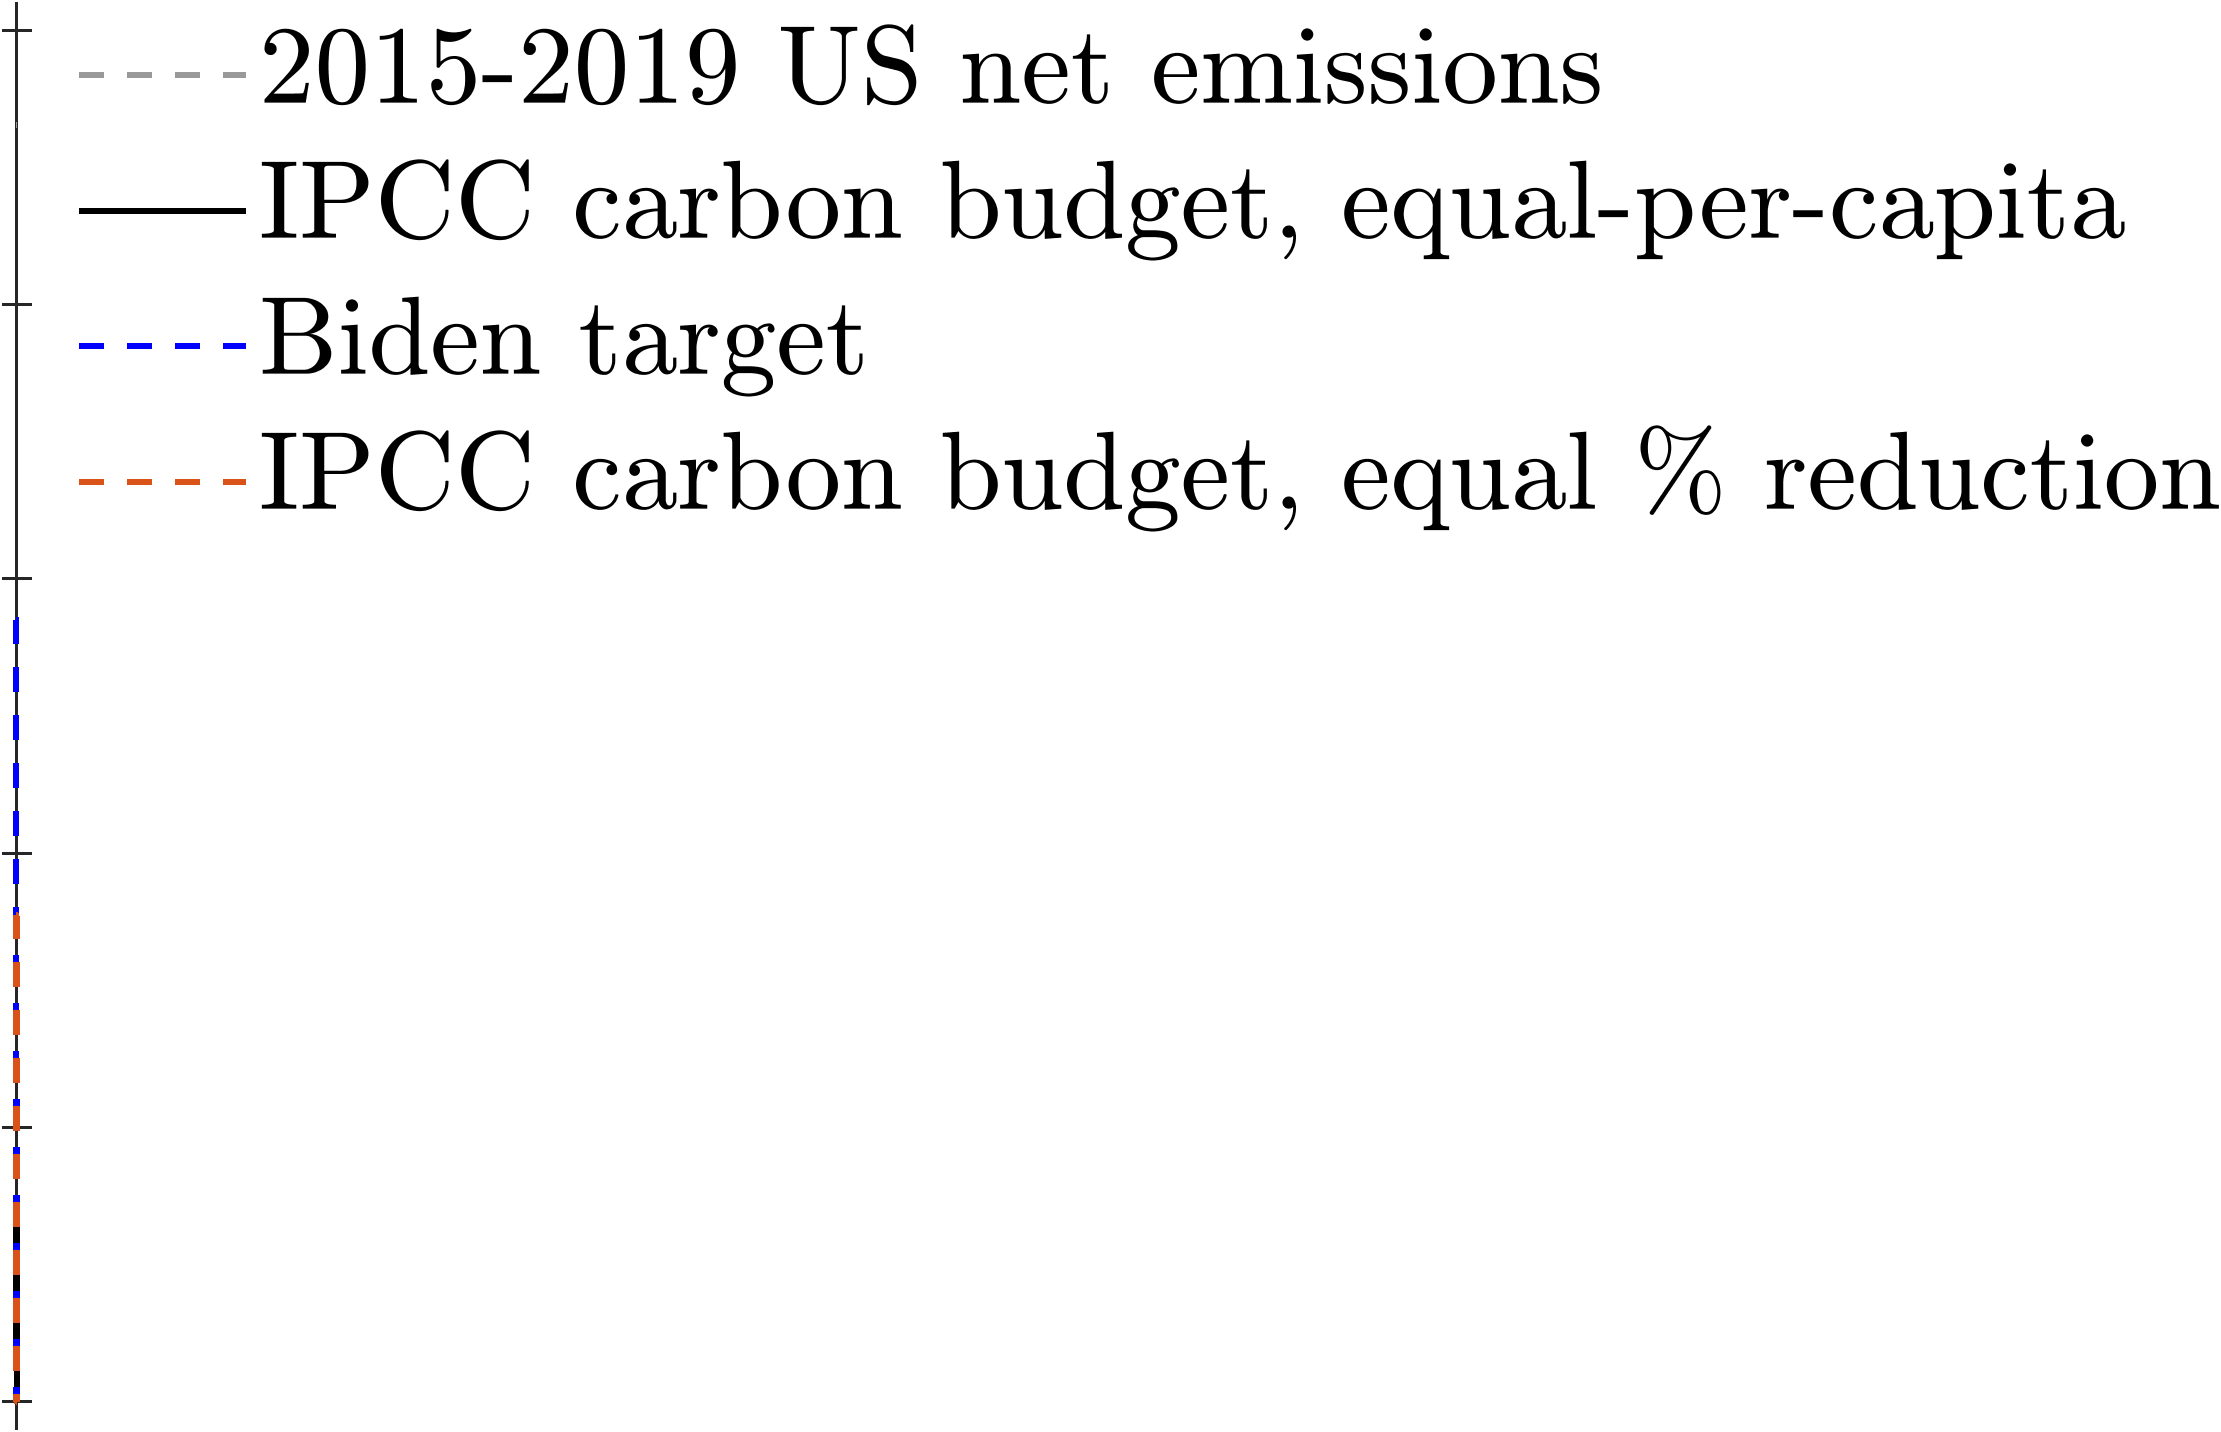 2015-2019 US net emissions
IPCC carbon budget, equal-per-capita
Biden target
IPCC carbon budget, equal % reduction